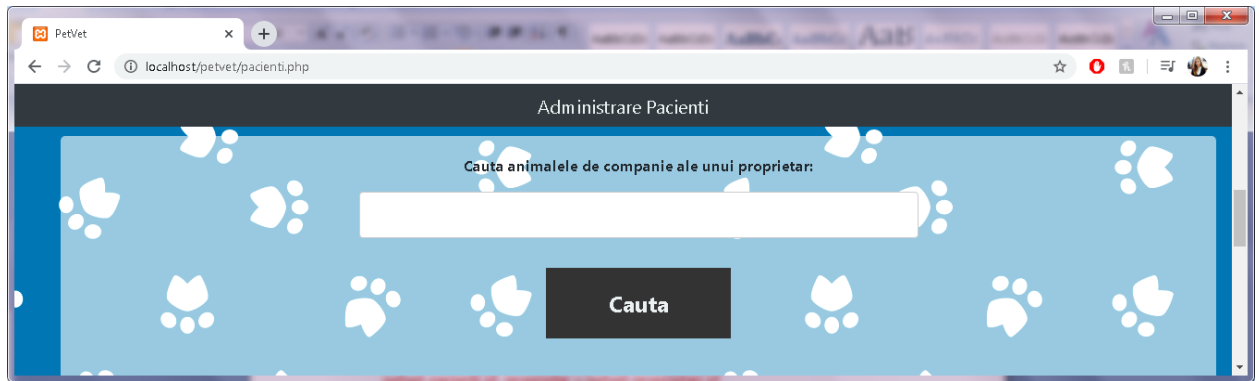 PetVet
localhost/petvet/pacienti.php
Administrare Pacienti
Cauta animalele de companie ale unui proprietar:
Cauta